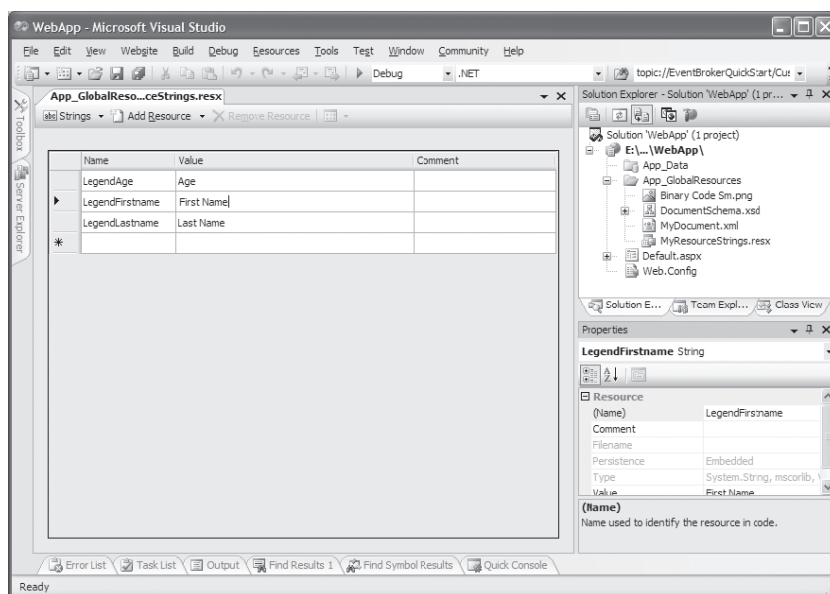 WebApp - Microsoft Visual Studio
File Edit View Website Build Debug Resources Tools Test Window Community Help
Debug .NET topic://EventBrokerQuickStart/Cu
App_GlobalReso...ceStrings.resx
Strings Add Resource Remove Resource
Toolbox
Server Explorer
Name Value Comment
LegendAge Age
LegendFirstname First Name
LegendLastname Last Name
Solution Explorer - Solution 'WebApp' (1 pr...
Solution 'WebApp' (1 project)
E:\...\WebApp\
App_Data
App_GlobalResources
Binary Code Sm.png
DocumentSchema.xsd
MyDocument.xml
MyResourceStrings.resx
Default.aspx
Web.Config
Solution E... Team Expl... Class View
Properties
LegendFirstname String
Resource
(Name) LegendFirstname
Comment
Filename
Persistence Embedded
Type System.String, mscorlib,
Value First Name
(Name)
Name used to identify the resource in code.
Error List Task List Output Find Results 1 Find Symbol Results Quick Console
Ready